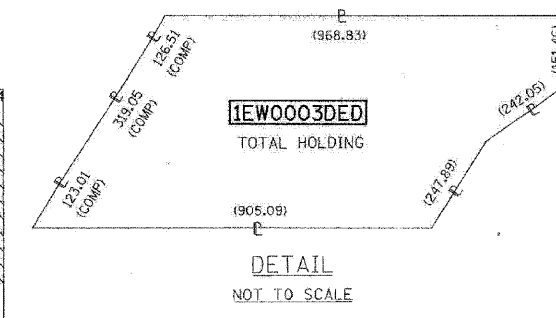 (968.83)
126.51
(COMP)
319.05
(COMP)
123.01
(COMP)
1EW0003DED
TOTAL HOLDING
(242.05)
(247.89)
(905.09)
DETAIL
NOT TO SCALE